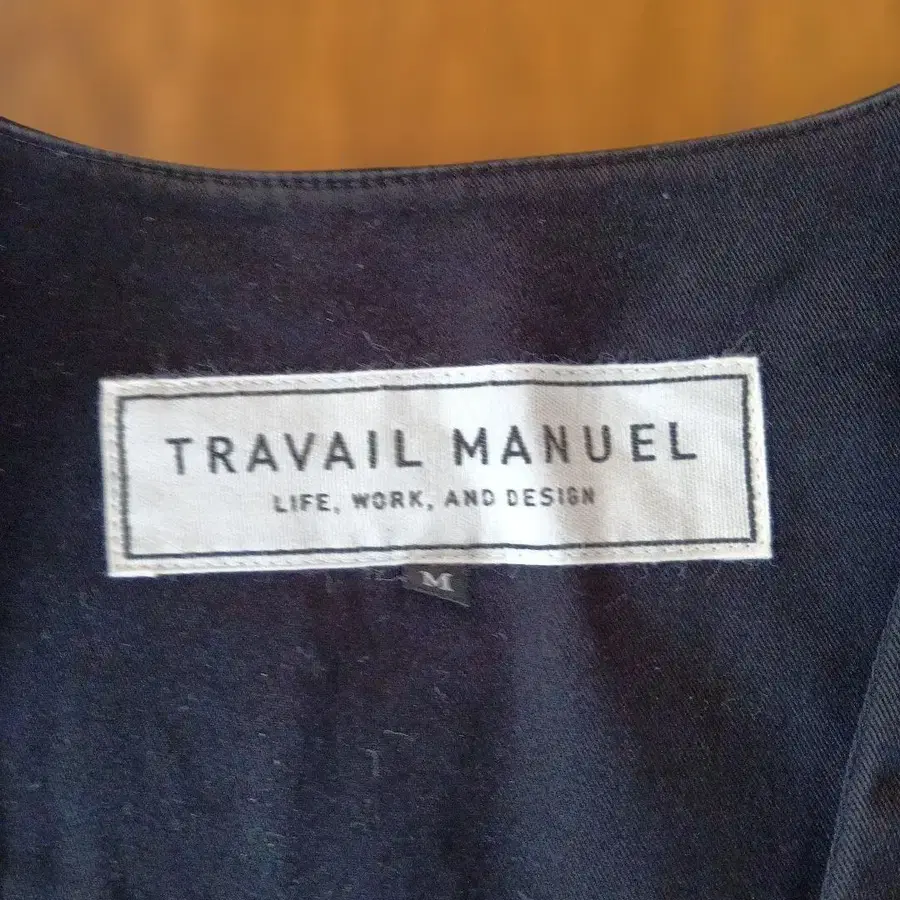 TRAVAIL MANUEL
LIFE, WORK, AND DESIGN
M